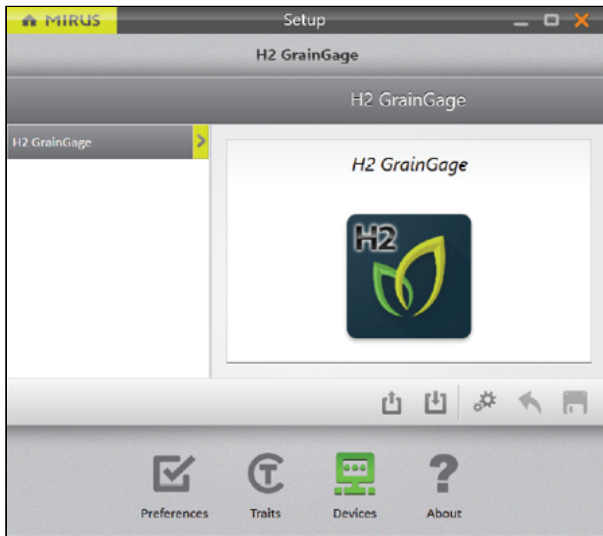 MIRUS
Setup
H2 GrainGage
H2 GrainGage
H2 GrainGage
H2 GrainGage
H2
Preferences
Traits
Devices
About